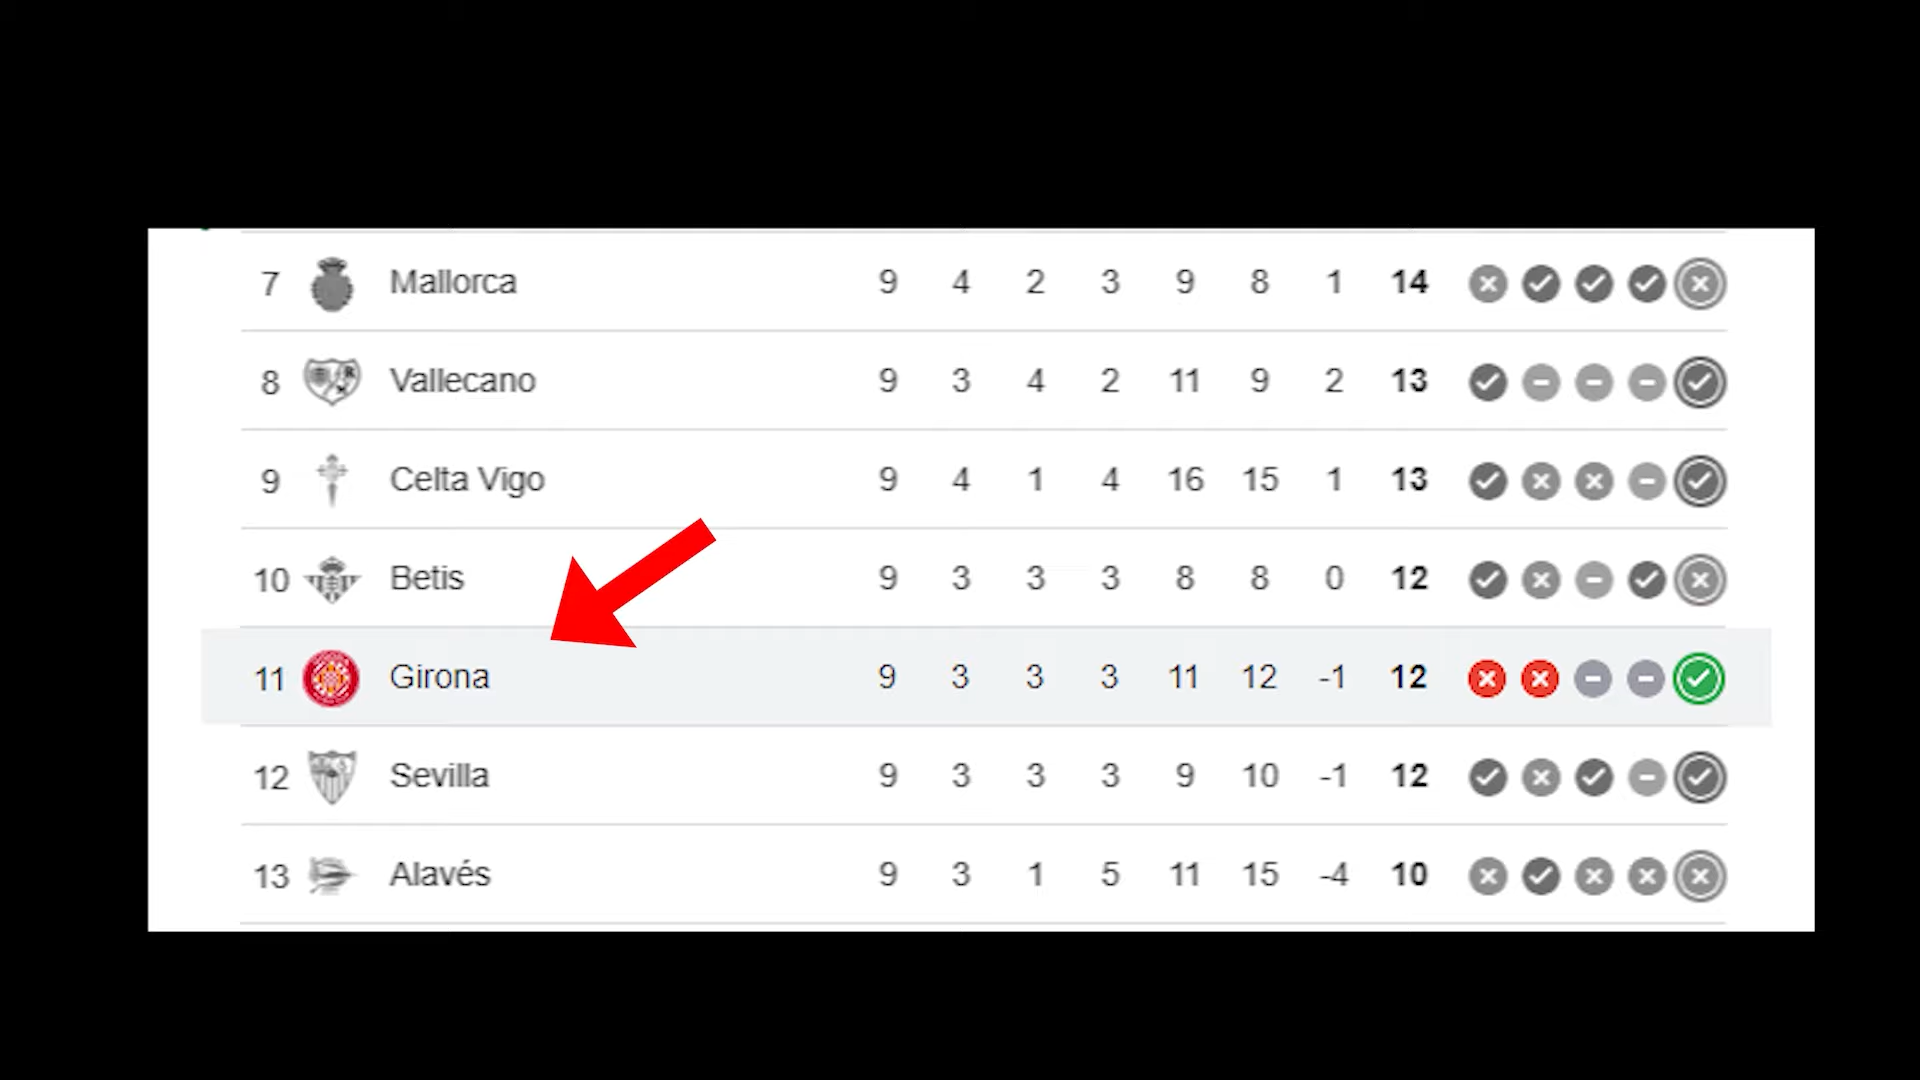 7 Mallorca 9 4 2 3 9 8 1 14
8 Vallecano 9 3 4 2 11 9 2 13
9 Celta Vigo 9 4 1 4 16 15 1 13
10 Betis 9 3 3 3 8 8 0 12
11 Girona 9 3 3 3 11 12 -1 12
12 Sevilla 9 3 3 3 9 10 -1 12
13 Alavés 9 3 1 5 11 15 -4 10